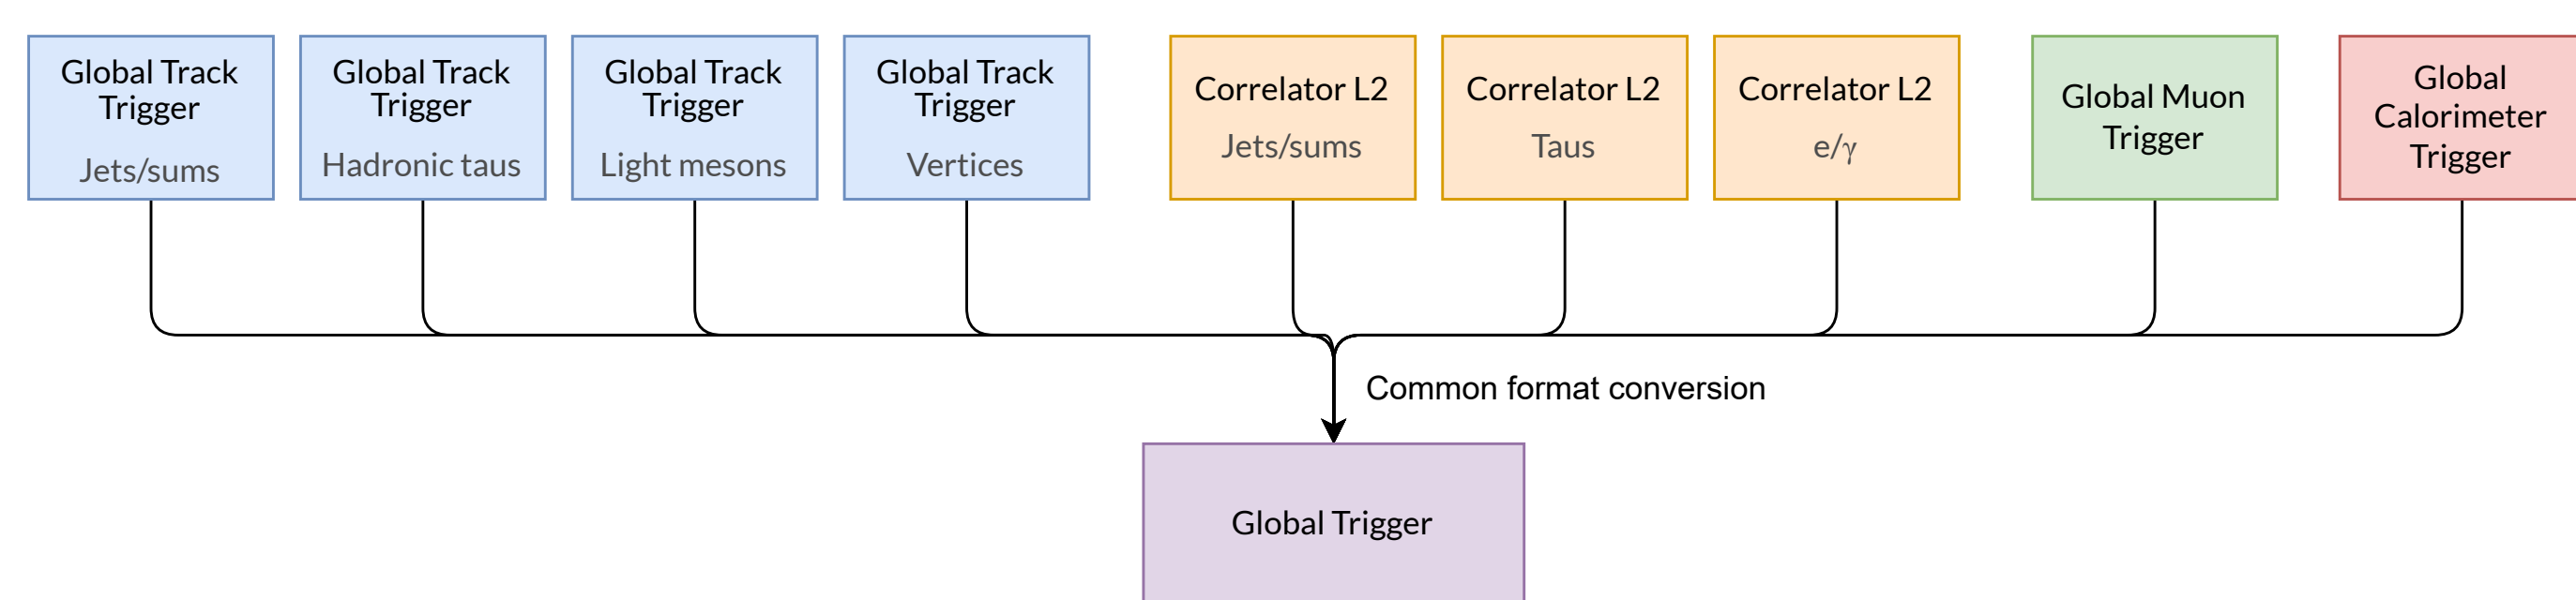 Global Track
Trigger
Jets/sums
Global Track
Trigger
Hadronic taus
Global Track
Trigger
Light mesons
Global Track
Trigger
Vertices
Correlator L2
Jets/sums
Correlator L2
Taus
Correlator L2
e/γ
Global Muon
Trigger
Global
Calorimeter
Trigger
Common format conversion
Global Trigger